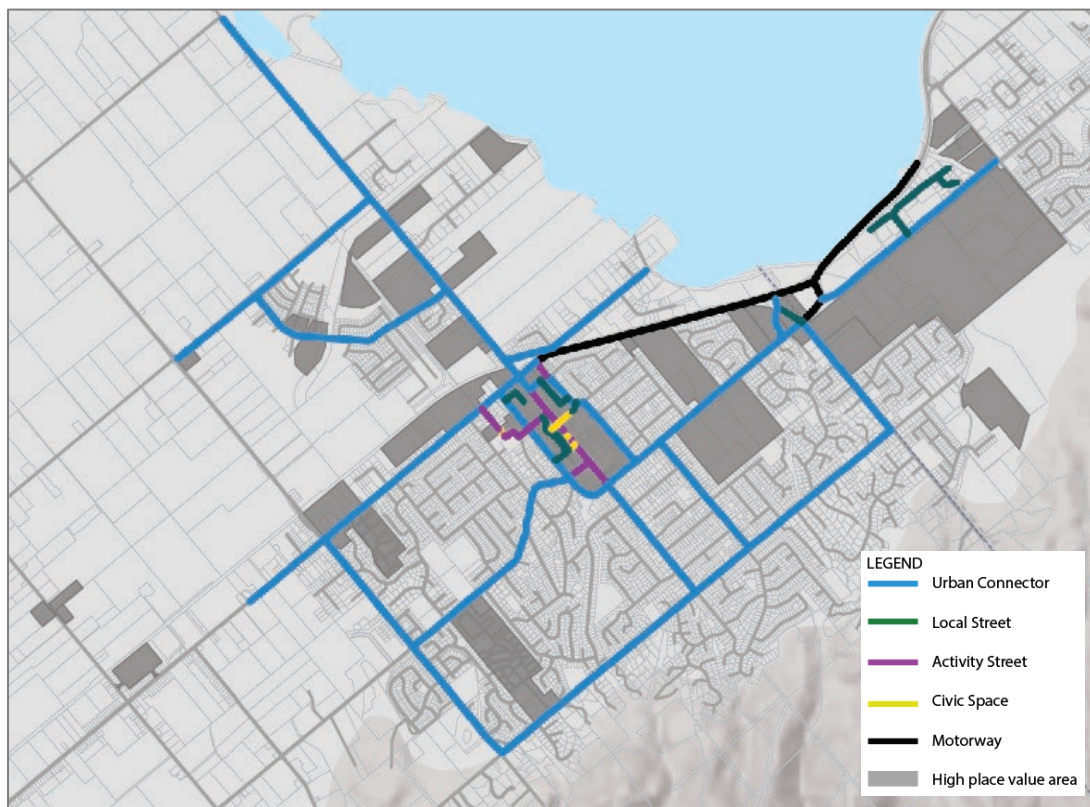 LEGEND
Urban Connector
Local Street
Activity Street
Civic Space
Motorway
High place value area